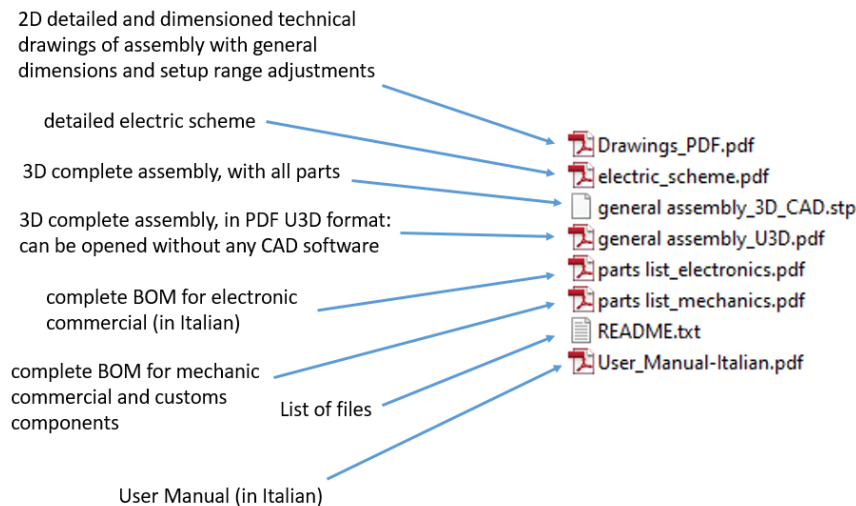 2D detailed and dimensioned technical
drawings of assembly with general
dimensions and setup range adjustments
detailed electric scheme
3D complete assembly, with all parts
3D complete assembly, in PDF U3D format:
can be opened without any CAD software
complete BOM for electronic
commercial (in Italian)
complete BOM for mechanic
commercial and customs
components
List of files
User Manual (in Italian)
Drawings_PDF.pdf
electric_scheme.pdf
general assembly_3D_CAD.stp
general assembly_U3D.pdf
parts list_electronics.pdf
parts list_mechanics.pdf
README.txt
User_Manual-Italian.pdf